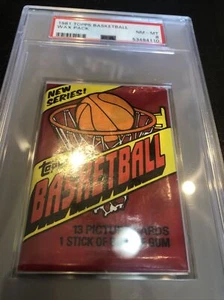 1981 TOPPS BASKETBALL
WAX PACK
NM-MT
8
PSA
NEW SERIES!
Topps
BASKETBALL
13 PICTURE CARDS
1 STICK OF GUM